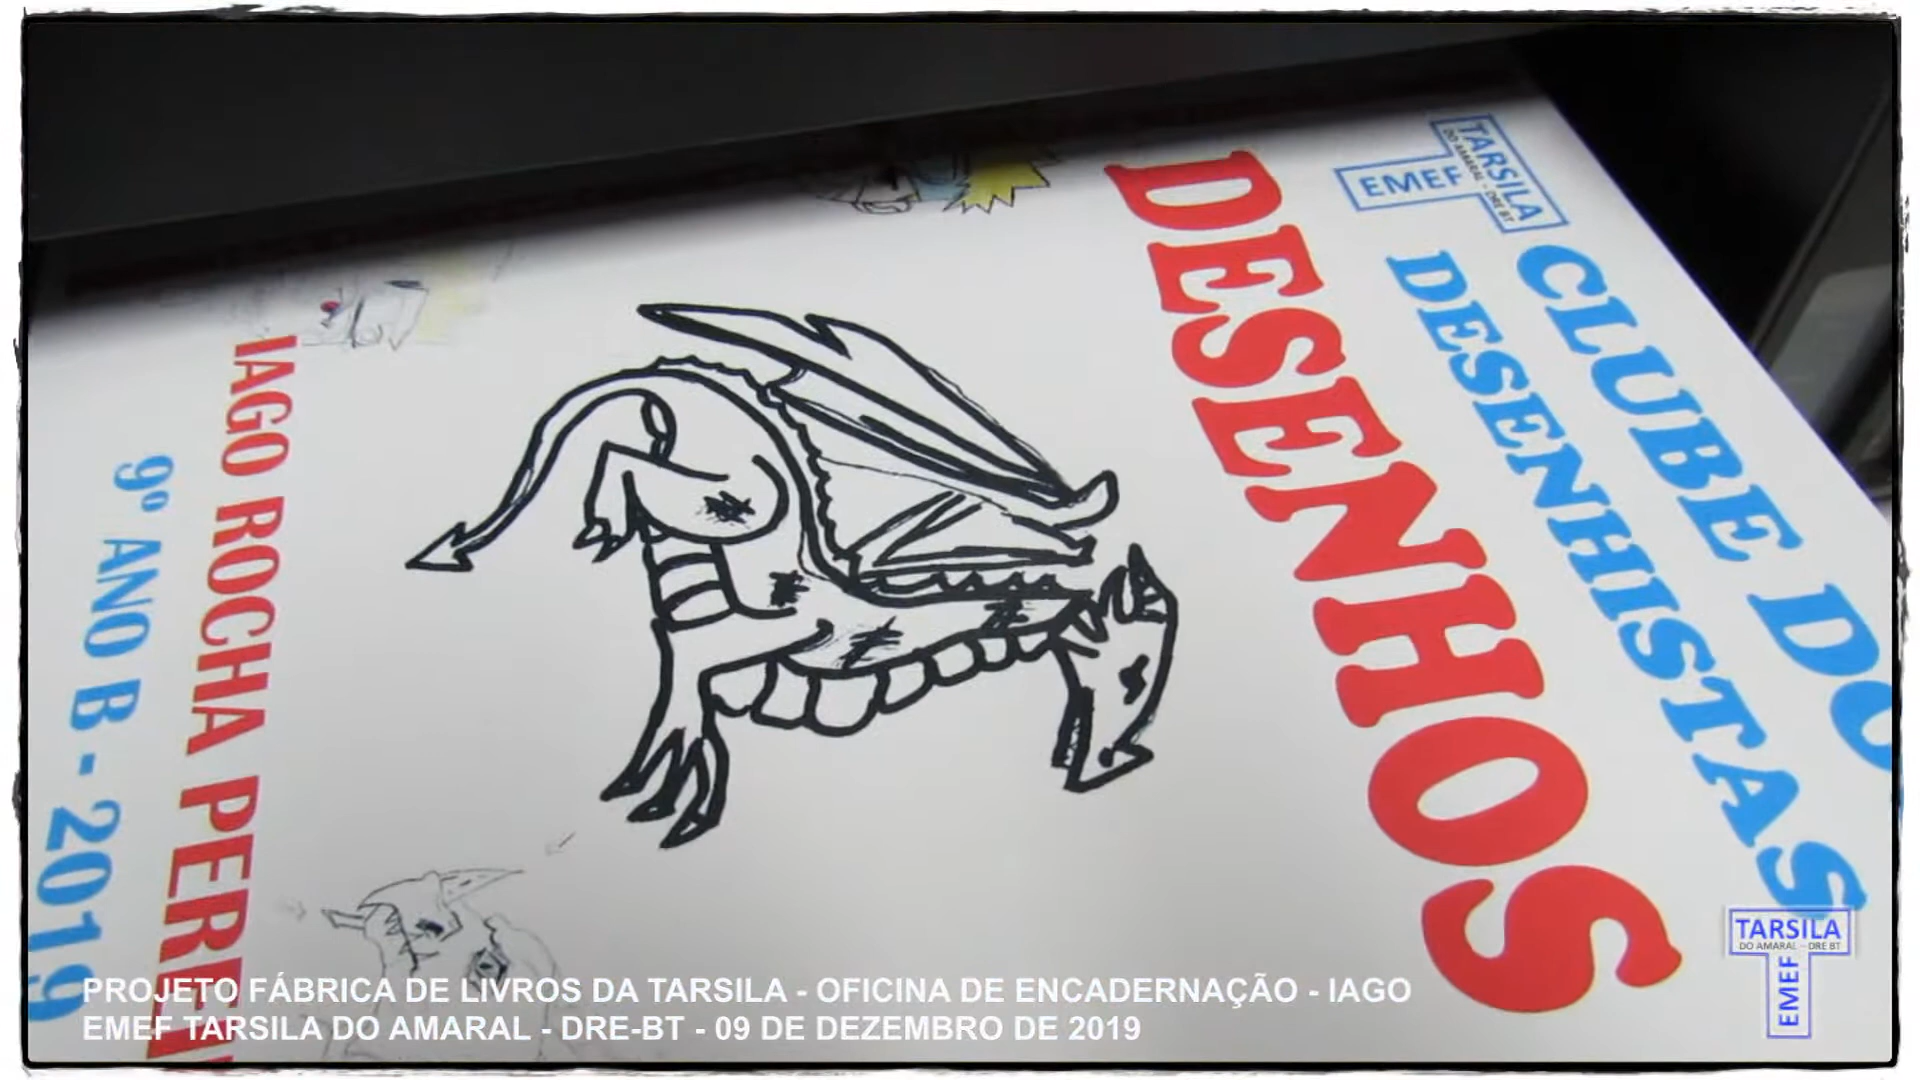 EMEF
TARSILA
DO AMARAL - DRE BT
CLUBE DO
DESENHISTAS
DESENHOS
IAGO ROCHA
9º ANO B - 2019
PROJETO FÁBRICA DE LIVROS DA TARSILA - OFICINA DE ENCADERNAÇÃO - IAGO
EMEF TARSILA DO AMARAL - DRE-BT - 09 DE DEZEMBRO DE 2019
TARSILA
DO AMARAL - DRE BT
EMEF